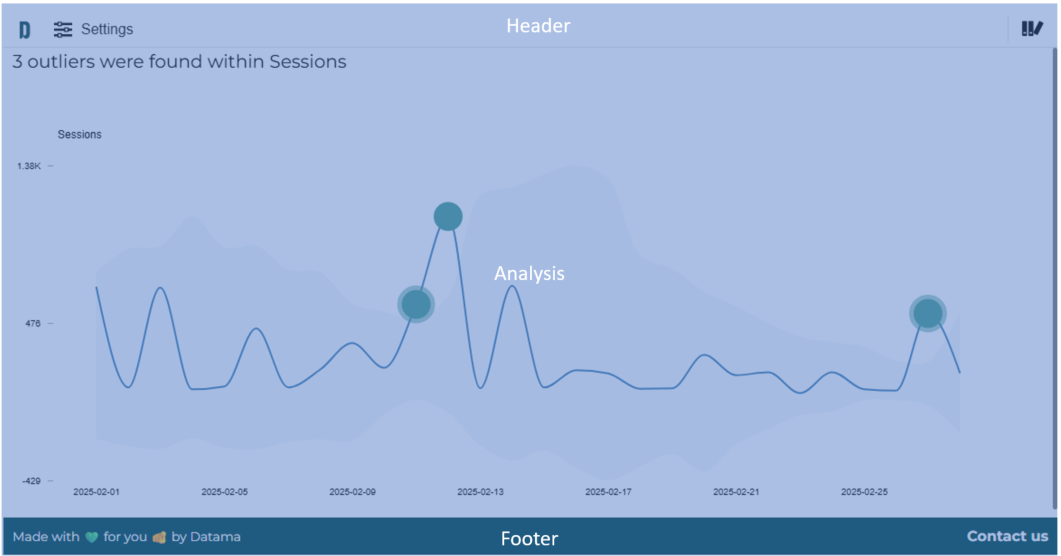 Settings
Header
3 outliers were found within Sessions
Sessions
1.38K
476
Analysis
-429
2025-02-01 2025-02-05 2025-02-09 2025-02-13 2025-02-17 2025-02-21 2025-02-25
Made with 💚 for you 🤌🏽 by Datama
Footer
Contact us